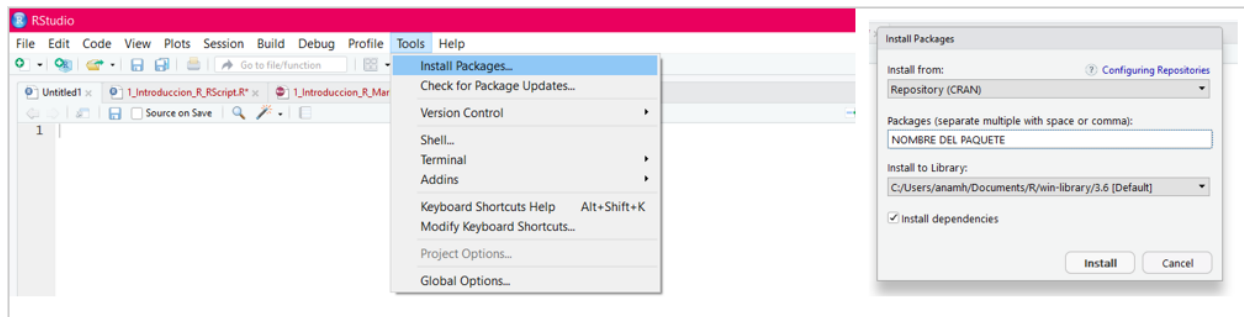 RStudio
File Edit Code View Plots Session Build Debug Profile Tools Help
Go to file/function
Untitled1 × 1_Introduccion_R_RScript.R* × 1_Introduccion_R_Mar
Source on Save
1
Install Packages...
Check for Package Updates...
Version Control
Shell...
Terminal
Addins
Keyboard Shortcuts Help Alt+Shift+K
Modify Keyboard Shortcuts...
Project Options...
Global Options...
Install Packages
Install from: ? Configuring Repositories
Repository (CRAN)
Packages (separate multiple with space or comma):
NOMBRE DEL PAQUETE
Install to Library:
C:/Users/anamh/Documents/R/win-library/3.6 [Default]
Install dependencies
Install Cancel